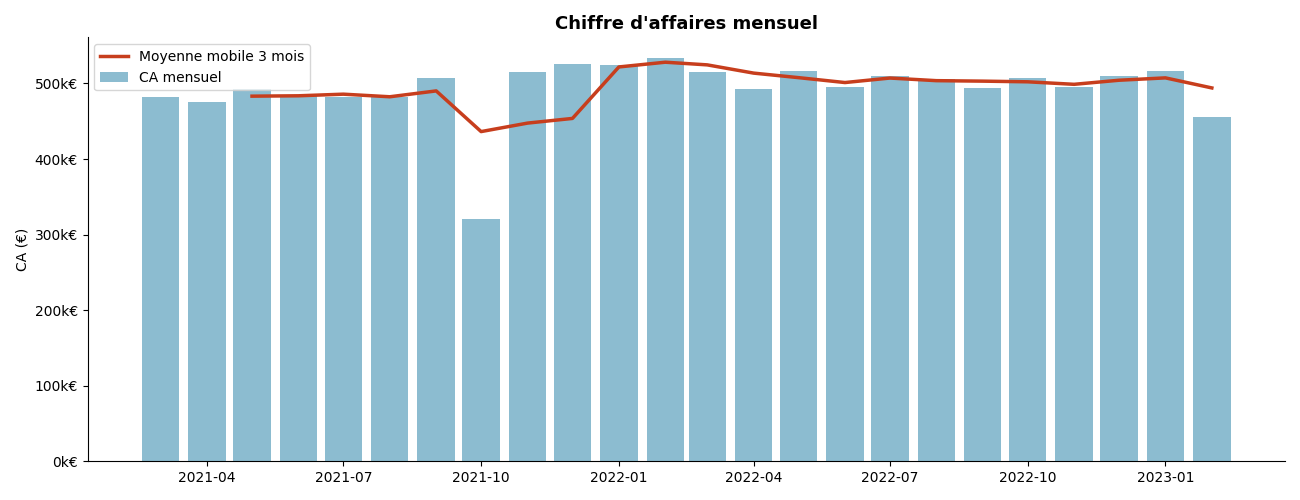 Chiffre d'affaires mensuel
Moyenne mobile 3 mois
CA mensuel
500k€
400k€
300k€
200k€
100k€
0k€
CA (€)
2021-04 2021-07 2021-10 2022-01 2022-04 2022-07 2022-10 2023-01